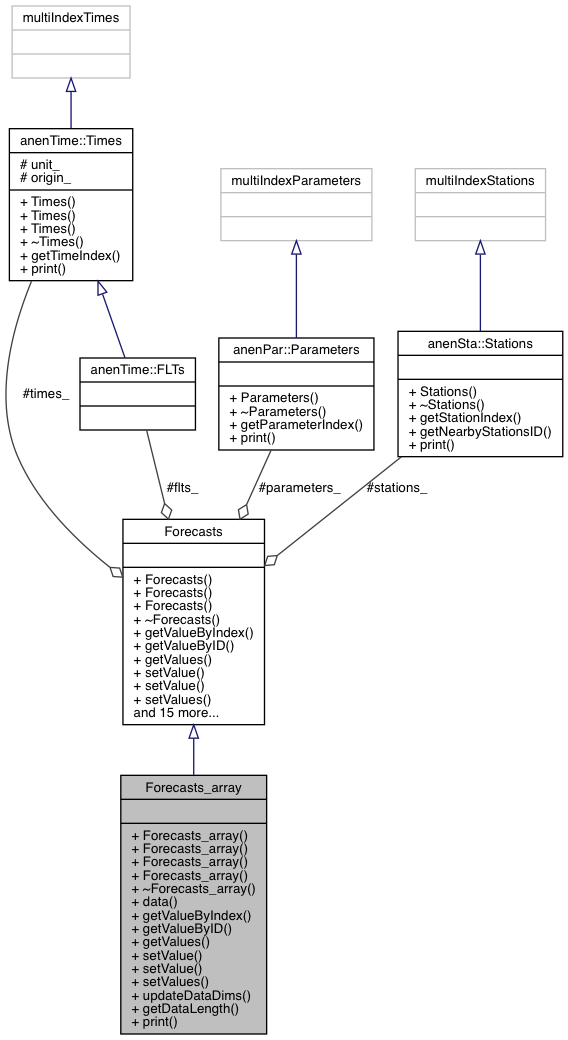 multiIndexTimes
anenTime::Times
# unit_
# origin_
+ Times()
+ Times()
+ Times()
+ ~Times()
+ getTimeIndex()
+ print()
multiIndexParameters
multiIndexStations
anenTime::FLTs
anenPar::Parameters
+ Parameters()
+ ~Parameters()
+ getParameterIndex()
+ print()
anenSta::Stations
+ Stations()
+ ~Stations()
+ getStationIndex()
+ getNearbyStationsID()
+ print()
#times_
#flts_
#parameters_
#stations_
Forecasts
+ Forecasts()
+ Forecasts()
+ Forecasts()
+ ~Forecasts()
+ getValueByIndex()
+ getValueByID()
+ getValues()
+ setValue()
+ setValue()
+ setValues()
and 15 more...
Forecasts_array
+ Forecasts_array()
+ Forecasts_array()
+ Forecasts_array()
+ Forecasts_array()
+ ~Forecasts_array()
+ data()
+ getValueByIndex()
+ getValueByID()
+ getValues()
+ setValue()
+ setValue()
+ setValues()
+ updateDataDims()
+ getDataLength()
+ print()